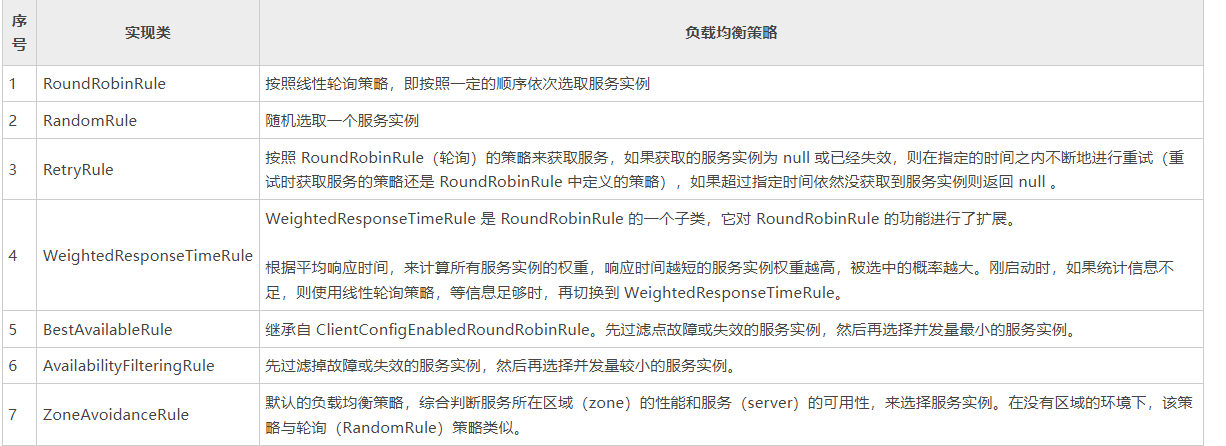 序
号
实现类
负载均衡策略
1
RoundRobinRule
按照线性轮询策略，即按照一定的顺序依次选取服务实例
2
RandomRule
随机选取一个服务实例
3
RetryRule
按照 RoundRobinRule（轮询）的策略来获取服务，如果获取的服务实例为 null 或已经失效，则在指定的时间之内不断地进行重试（重
试时获取服务的策略还是 RoundRobinRule 中定义的策略），如果超过指定时间依然没获取到服务实例则返回 null 。
4
WeightedResponseTimeRule
WeightedResponseTimeRule 是 RoundRobinRule 的一个子类，它对 RoundRobinRule 的功能进行了扩展。
根据平均响应时间，来计算所有服务实例的权重，响应时间越短的服务实例权重越高，被选中的概率越大。刚启动时，如果统计信息不
足，则使用线性轮询策略，等信息足够时，再切换到 WeightedResponseTimeRule。
5
BestAvailableRule
继承自 ClientConfigEnabledRoundRobinRule。先过滤点故障或失效的服务实例，然后再选择并发量最小的服务实例。
6
AvailabilityFilteringRule
先过滤掉故障或失效的服务实例，然后再选择并发量较小的服务实例。
7
ZoneAvoidanceRule
默认的负载均衡策略，综合判断服务所在区域（zone）的性能和服务（server）的可用性，来选择服务实例。在没有区域的环境下，该策
略与轮询（RandomRule）策略类似。